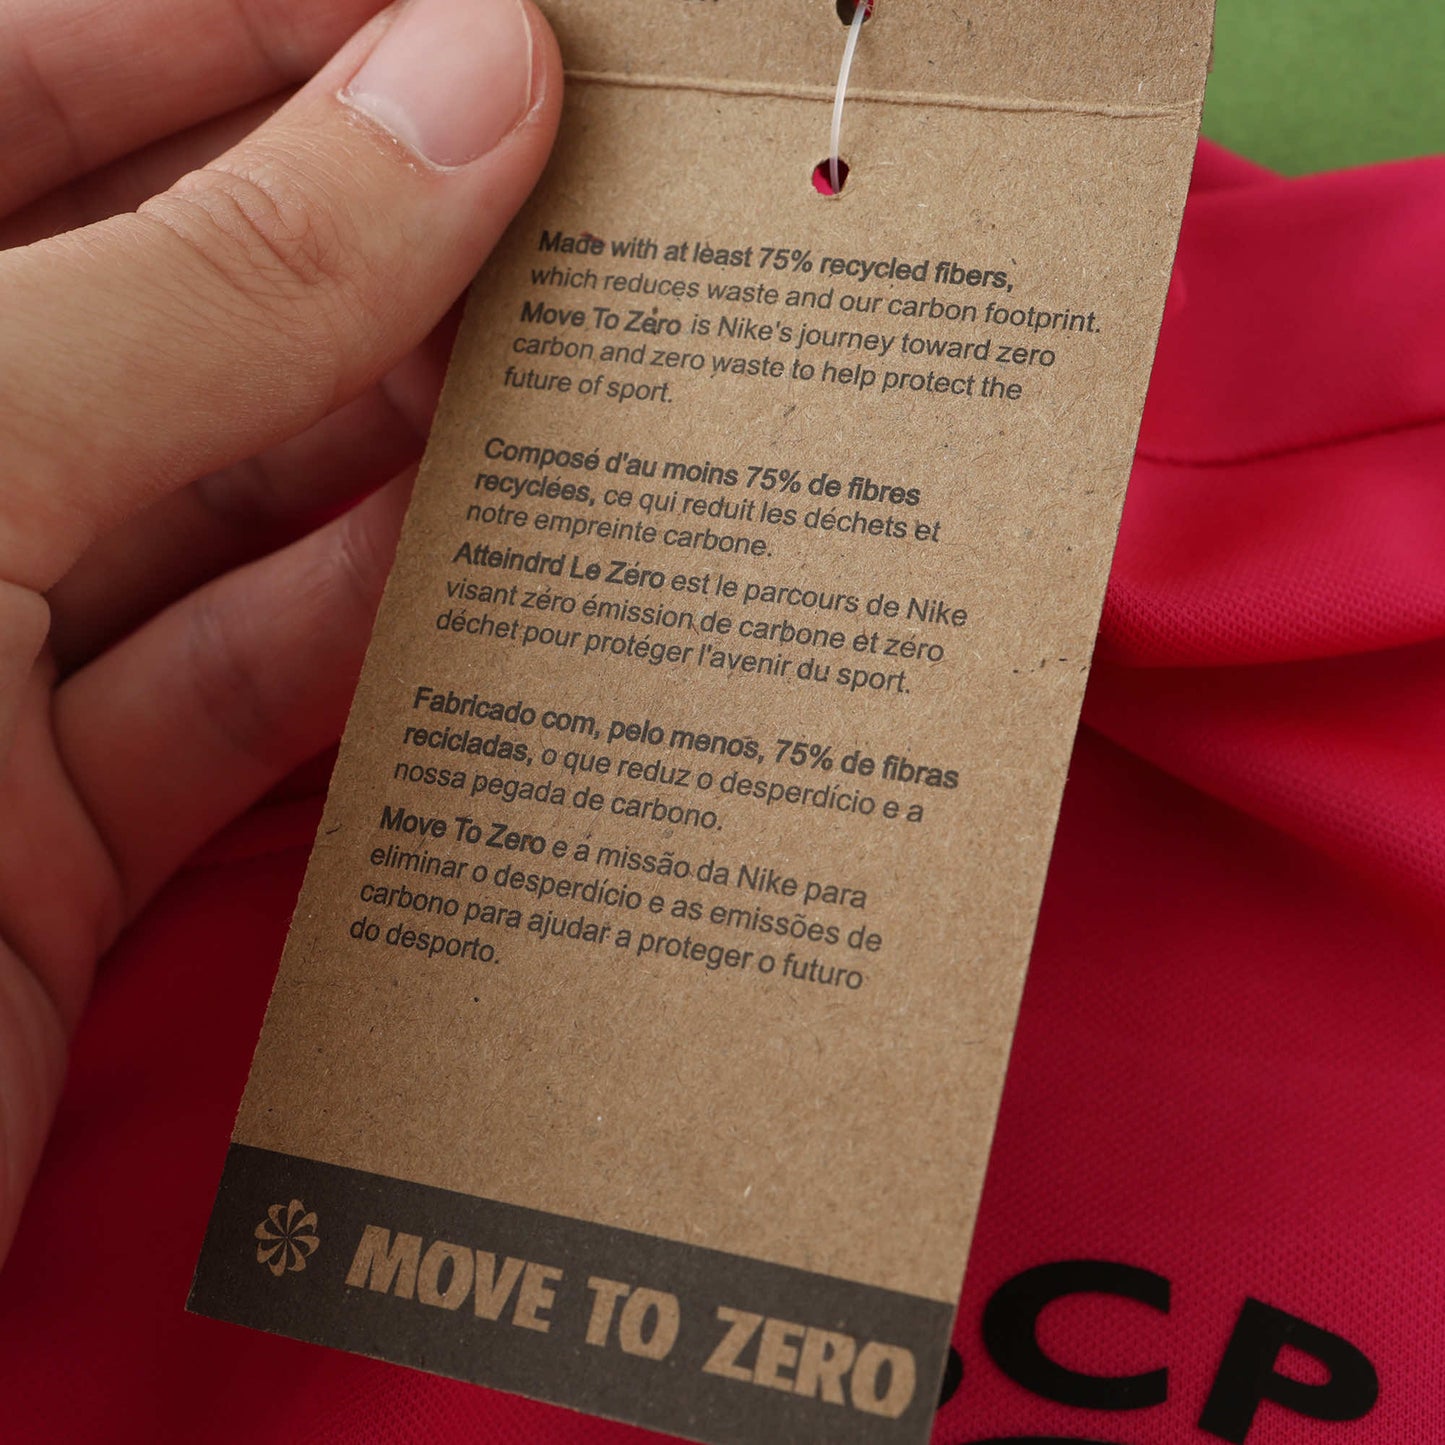 Made with at least 75% recycled fibers,
which reduces waste and our carbon footprint.
Move To Zero is Nike's journey toward zero
carbon and zero waste to help protect the
future of sport.
Composé d'au moins 75% de fibres
recyclées, ce qui reduit les déchets et
notre empreinte carbone.
Atteindrd Le Zéro est le parcours de Nike
visant zéro émission de carbone et zéro
déchet pour protéger l'avenir du sport.
Fabricado com, pelo menos, 75% de fibras
recicladas, o que reduz o desperdício e a
nossa pegada de carbono.
Move To Zero e a missão da Nike para
eliminar o desperdício e as emissões de
carbono para ajudar a proteger o futuro
do desporto.
MOVE TO ZERO
CP